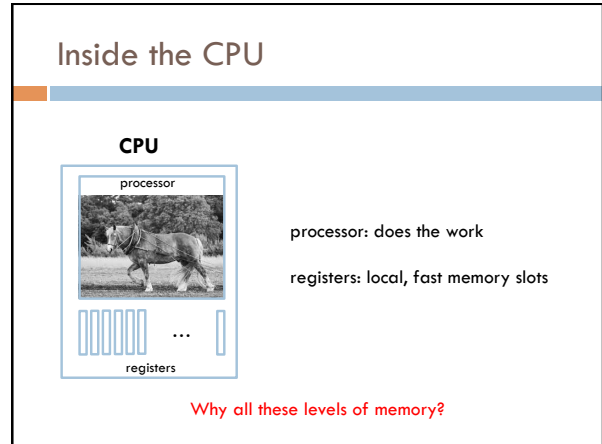 Inside the CPU
CPU
processor
processor: does the work
registers: local, fast memory slots
...
registers
Why all these levels of memory?